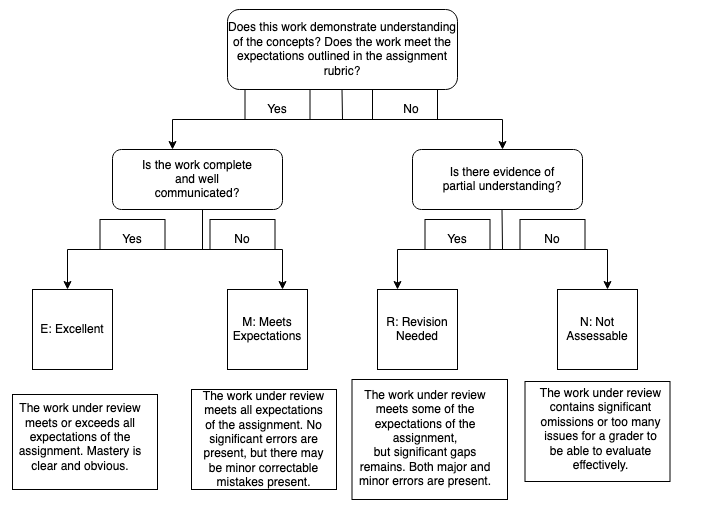 Does this work demonstrate understanding
of the concepts? Does the work meet the
expectations outlined in the assignment
rubric?
Yes
No
Is the work complete
and well
communicated?
Is there evidence of
partial understanding?
Yes
No
Yes
No
E: Excellent
M: Meets
Expectations
R: Revision
Needed
N: Not
Assessable
The work under review
meets or exceeds all
expectations of the
assignment. Mastery is
clear and obvious.
The work under review
meets all expectations
of the assignment. No
significant errors are
present, but there may
be minor correctable
mistakes present.
The work under review
meets some of the
expectations of the
assignment,
but significant gaps
remains. Both major and
minor errors are present.
The work under review
contains significant
omissions or too many
issues for a grader to
be able to evaluate
effectively.